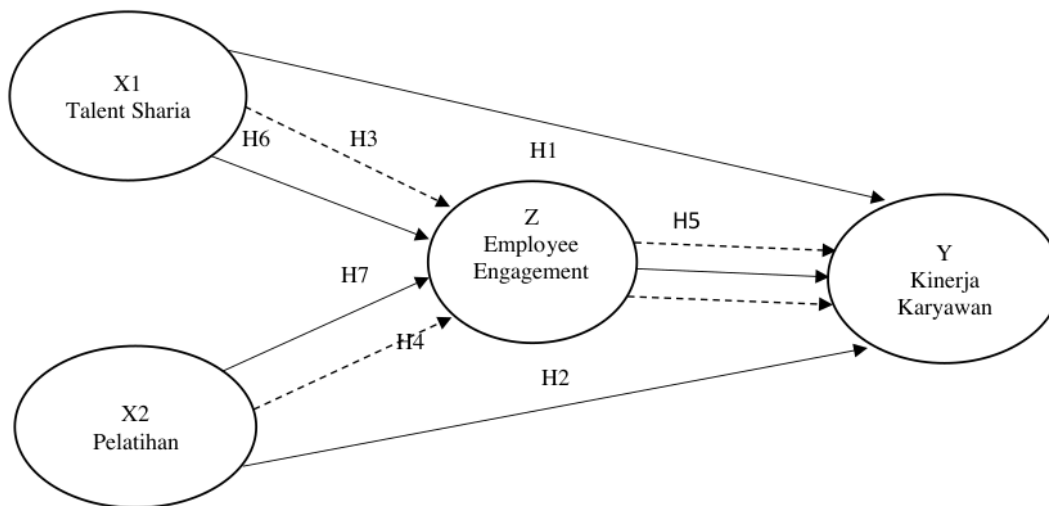 X1
Talent Sharia
H6
H3
H1
Z
Employee
Engagement
H5
Y
Kinerja
Karyawan
H7
H4
H2
X2
Pelatihan